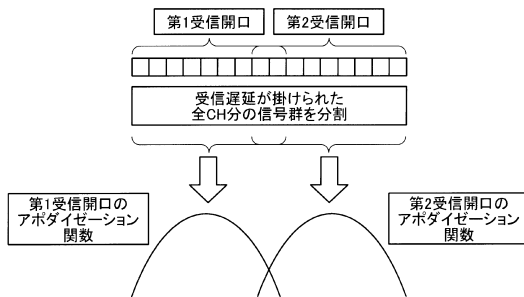 第1受信開口
第2受信開口
受信遅延が掛けられた
全CH分の信号群を分割
第1受信開口の
アポダイゼーション
関数
第2受信開口の
アポダイゼーション
関数